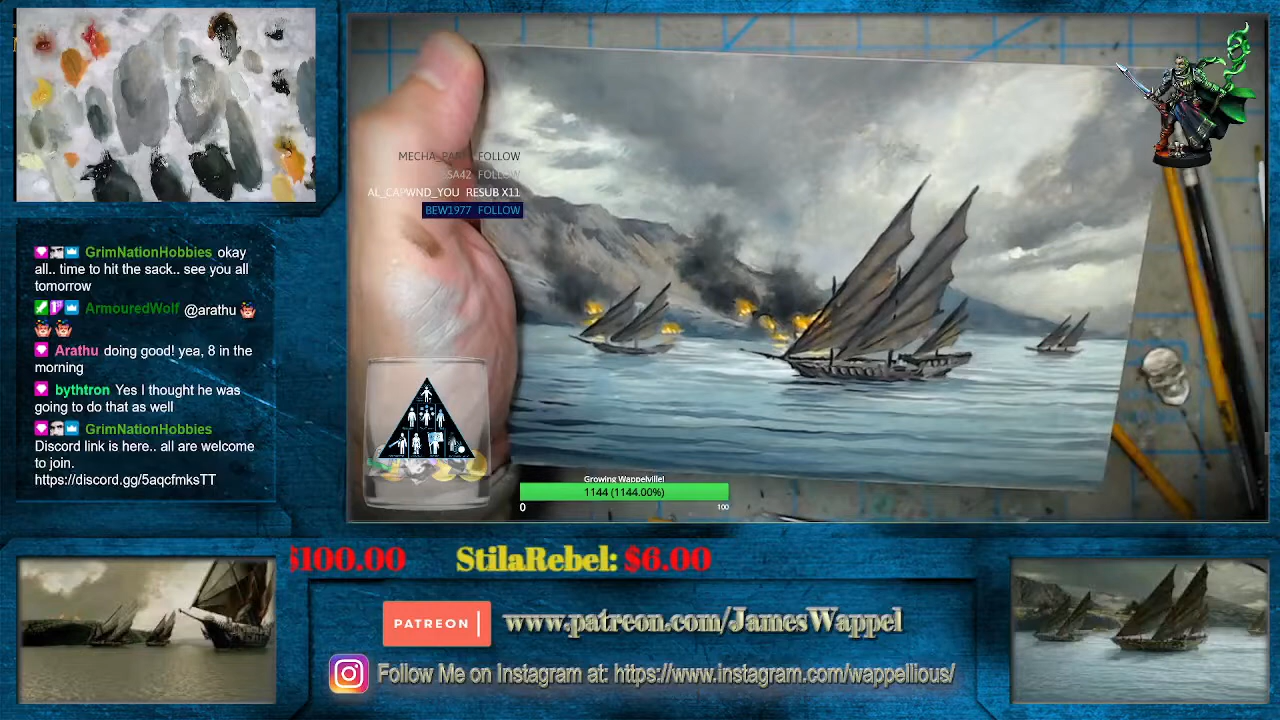 MECHA_PA FOLLOW
SA42 FOLLOW
AL_CAPWND_YOU RESUB X11
BEW1977 FOLLOW
GrimNationHobbies okay
all.. time to hit the sack.. see you all
tomorrow
ArmouredWolf @arathu
Arathu doing good! yea, 8 in the
morning
bythtron Yes I thought he was
going to do that as well
GrimNationHobbies
Discord link is here.. all are welcome
to join.
https://discord.gg/5aqcfmksTT
Growing Wappelville!
1144 (1144.00%)
0 100
$100.00 StilaRebel: $6.00
PATREON www.patreon.com/JamesWappel
Follow Me on Instagram at: https://www.instagram.com/wappellious/